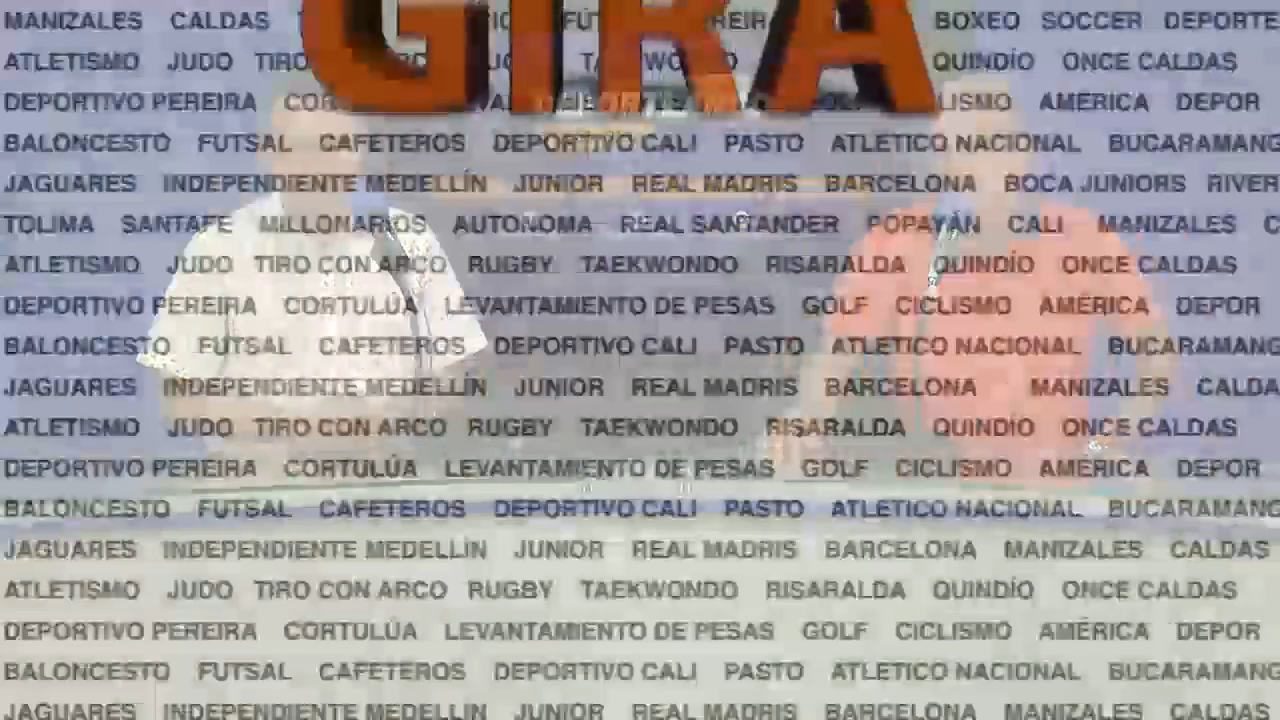 GIRA
MANIZALES CALDAS BOXEO SOCCER DEPORTE
ATLETISMO JUDO TIRO QUINDÍO ONCE CALDAS
DEPORTIVO PEREIRA LISMO AMÉRICA DEPOR
BALONCESTO FUTSAL CAFETEROS DEPORTIVO CALI PASTO ATLETICO NACIONAL BUCARAMANG
JAGUARES INDEPENDIENTE MEDELLÍN JUNIOR REAL MADRIS BARCELONA BOCA JUNIORS RIVER
TOLIMA SANTAFE MILLONARIOS AUTONOMA REAL SANTANDER POPAYÁN CALI MANIZALES C
ATLETISMO JUDO TIRO CON ARCO RUGBY TAEKWONDO RISARALDA QUINDÍO ONCE CALDAS
DEPORTIVO PEREIRA CORTULÚA LEVANTAMIENTO DE PESAS GOLF CICLISMO AMÉRICA DEPOR
BALONCESTO FUTSAL CAFETEROS DEPORTIVO CALI PASTO ATLETICO NACIONAL BUCARAMANG
JAGUARES INDEPENDIENTE MEDELLÍN JUNIOR REAL MADRIS BARCELONA MANIZALES CALDA
ATLETISMO JUDO TIRO CON ARCO RUGBY TAEKWONDO RISARALDA QUINDÍO ONCE CALDAS
DEPORTIVO PEREIRA CORTULÚA LEVANTAMIENTO DE PESAS GOLF CICLISMO AMÉRICA DEPOR
BALONCESTO FUTSAL CAFETEROS DEPORTIVO CALI PASTO ATLETICO NACIONAL BUCARAMANG
JAGUARES INDEPENDIENTE MEDELLÍN JUNIOR REAL MADRIS BARCELONA MANIZALES CALDAS
ATLETISMO JUDO TIRO CON ARCO RUGBY TAEKWONDO RISARALDA QUINDÍO ONCE CALDAS
DEPORTIVO PEREIRA CORTULÚA LEVANTAMIENTO DE PESAS GOLF CICLISMO AMÉRICA DEPOR
BALONCESTO FUTSAL CAFETEROS DEPORTIVO CALI PASTO ATLETICO NACIONAL BUCARAMANG
JAGUARES INDEPENDIENTE MEDELLÍN JUNIOR REAL MADRIS BARCELONA MANIZALES CALDAS